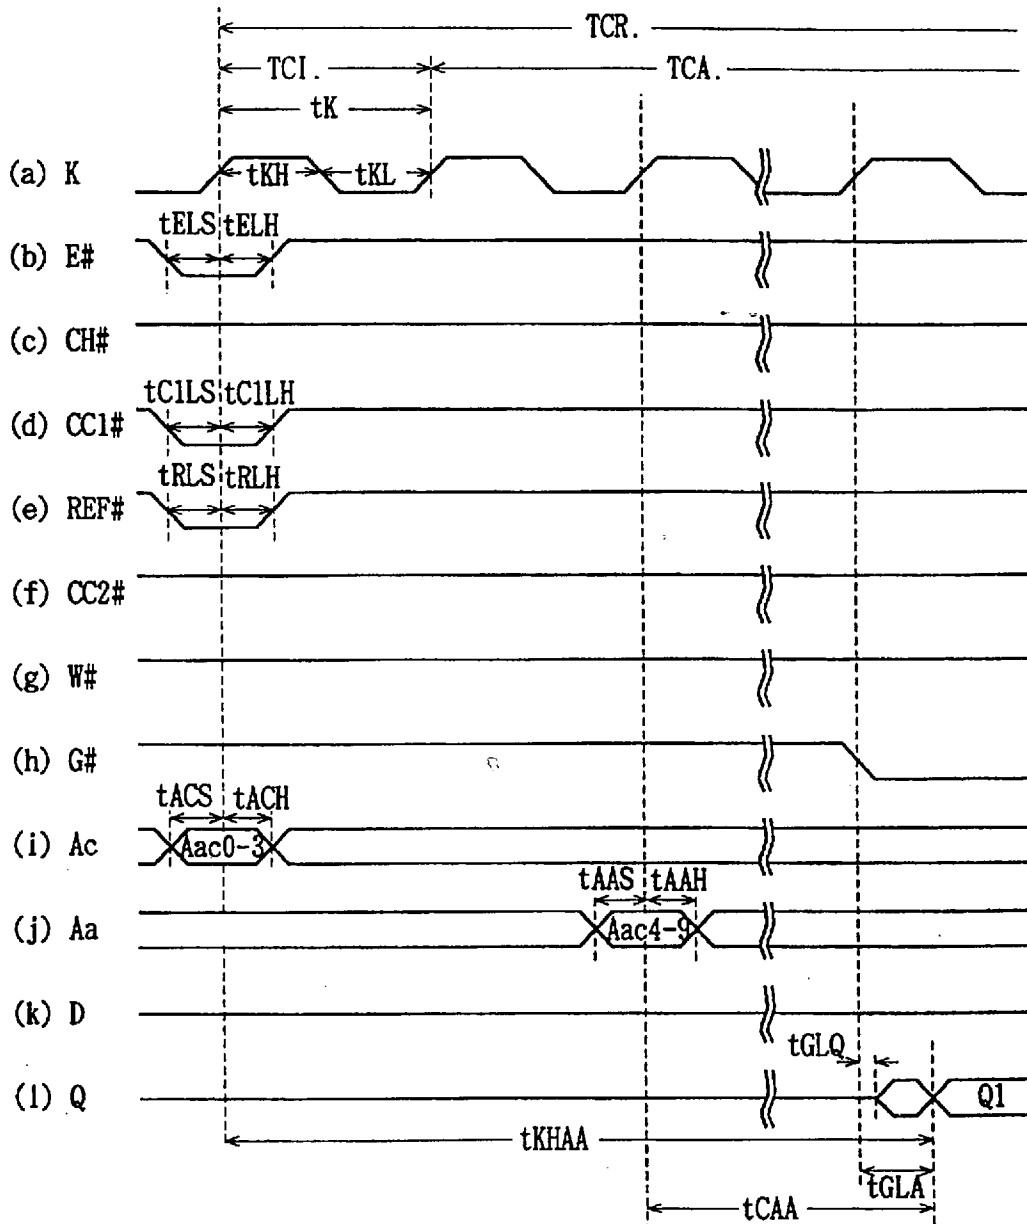 TCR.
TCI. TCA.
tK
(a) K tKH tKL
tELS tELH
(b) E#
(c) CH#
tC1LS tC1LH
(d) CC1#
tRLS tRLH
(e) REF#
(f) CC2#
(g) W#
(h) G#
tACS tACH
(i) Ac Aac0-3
tAAS tAAH
(j) Aa Aac4-9
(k) D
tGLQ
(l) Q Q1
tKHAA
tGLA
tCAA